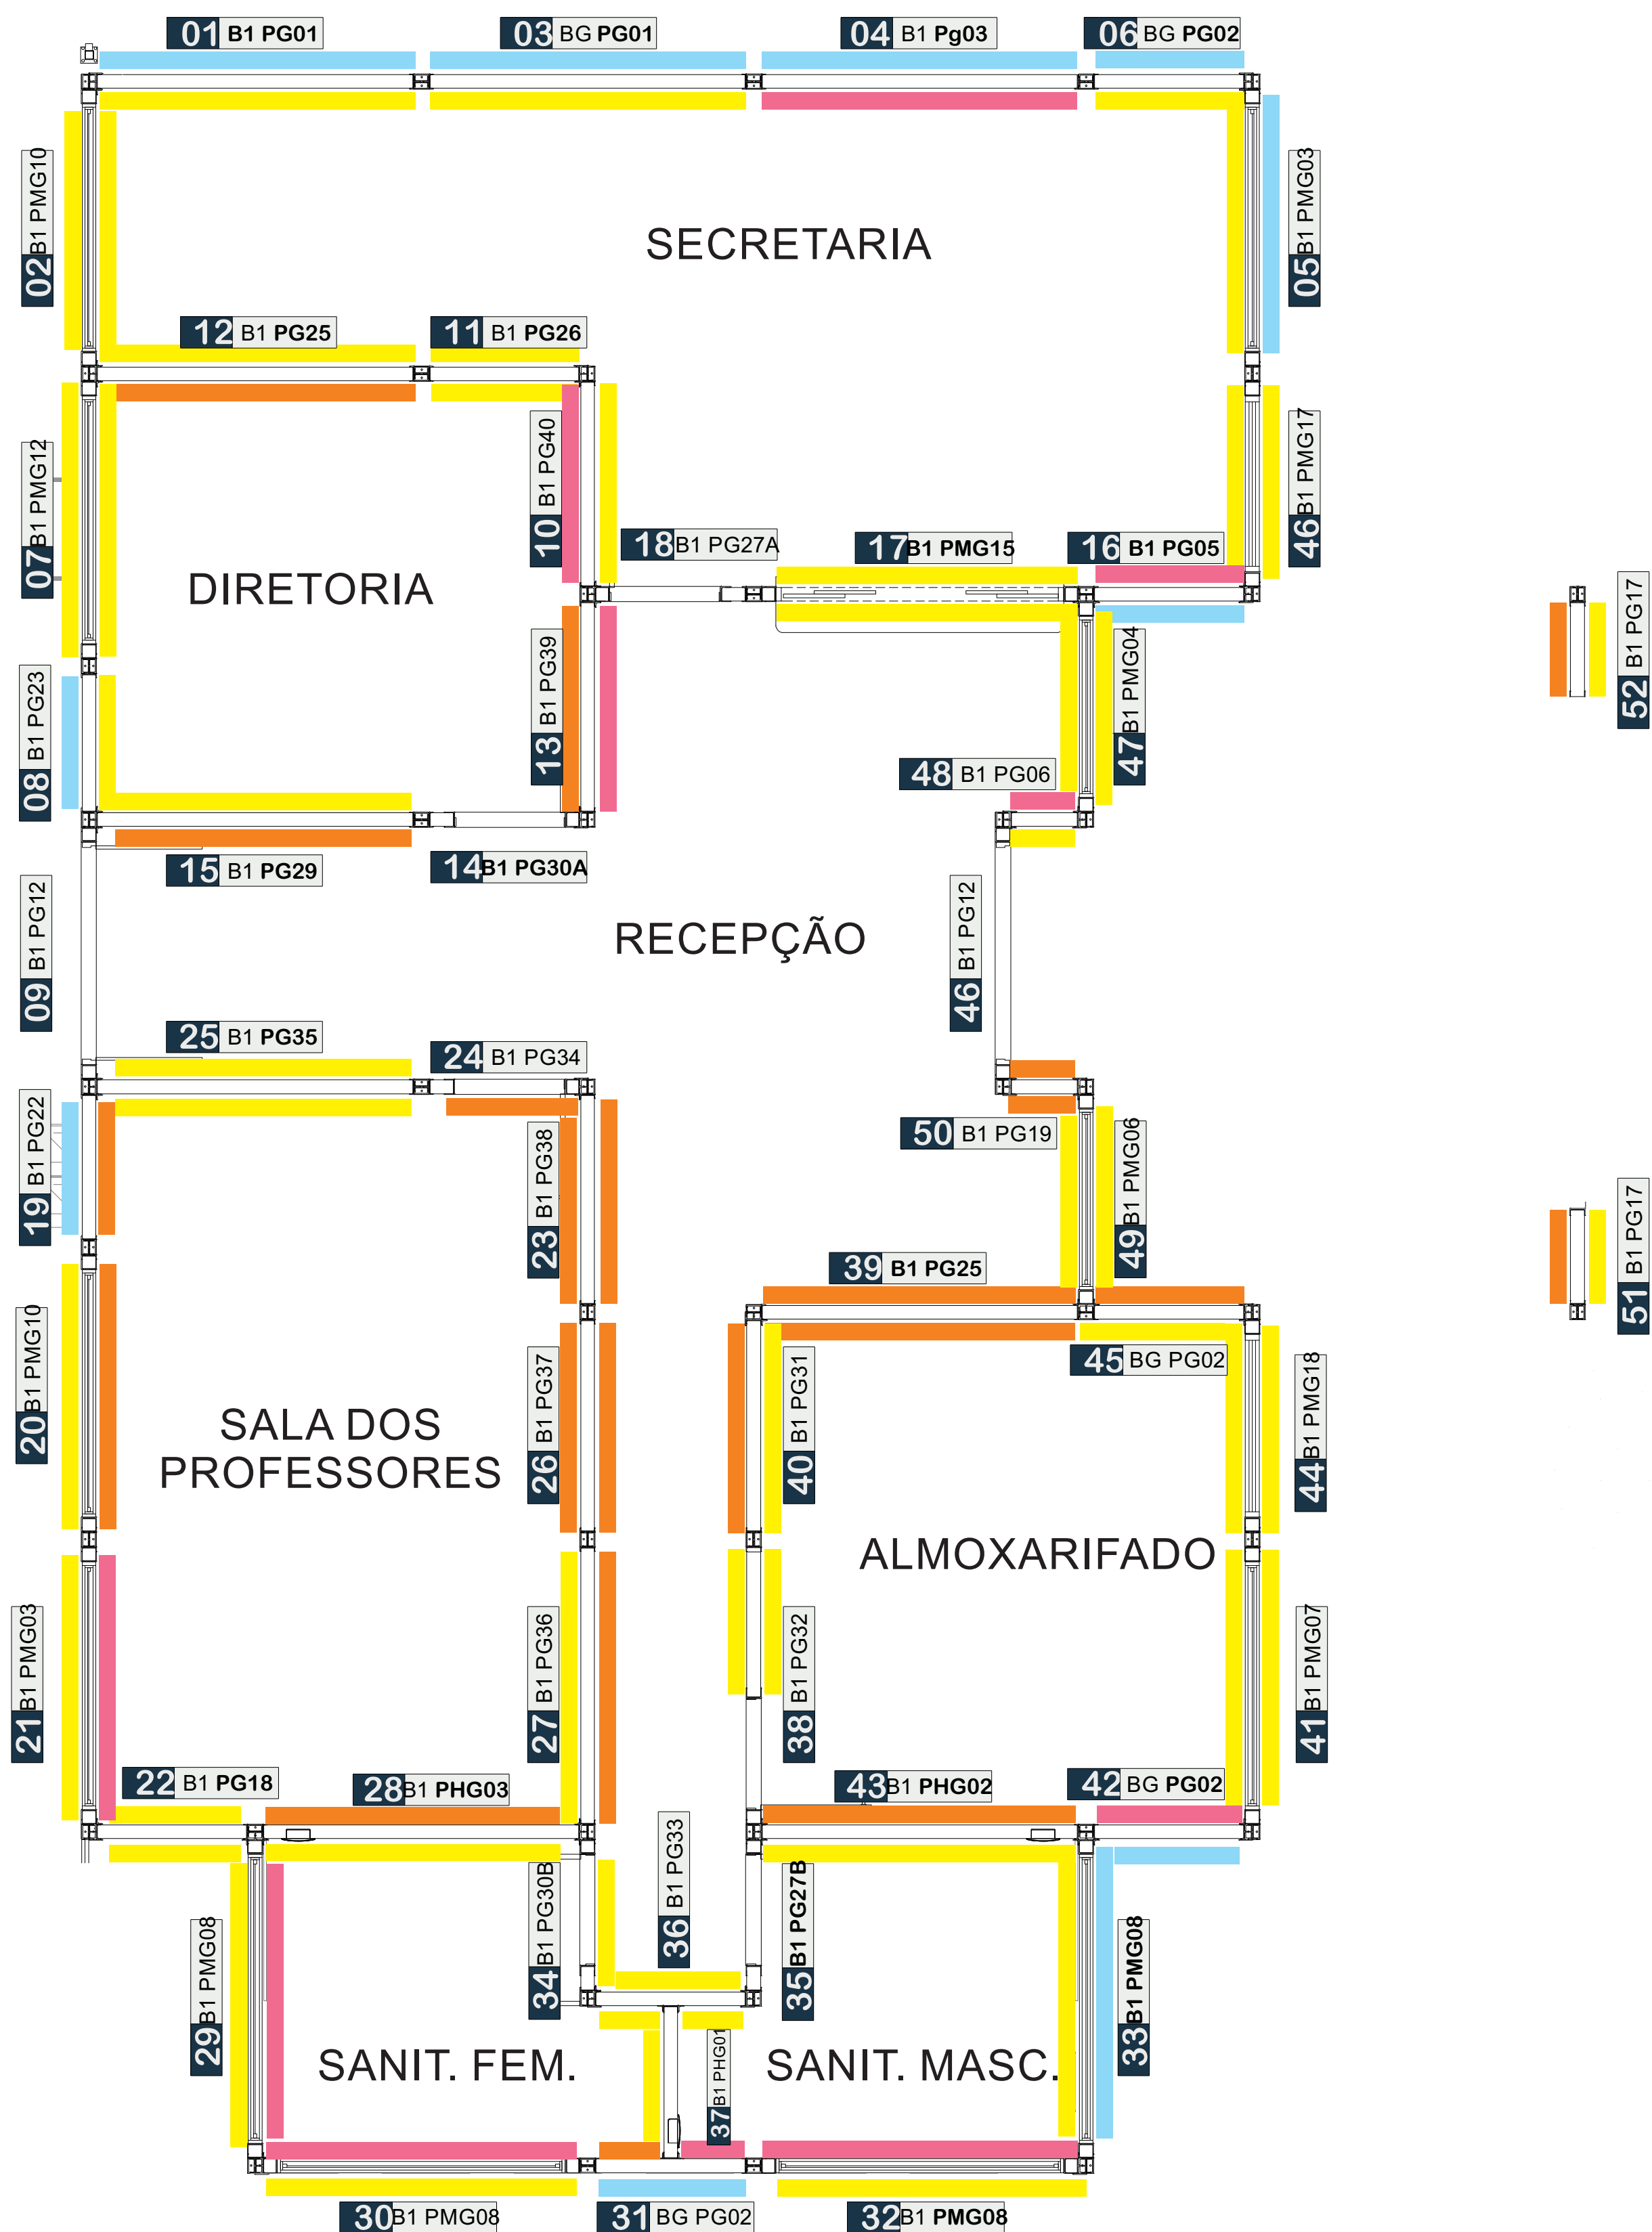 01 B1 PG01
03 BG PG01
04 B1 Pg03
06 BG PG02
02 B1 PMG10
SECRETARIA
05 B1 PMG03
12 B1 PG25
11 B1 PG26
07 B1 PMG12
10 B1 PG40
46 B1 PMG17
18 B1 PG27A
17 B1 PMG15
16 B1 PG05
DIRETORIA
52 B1 PG17
08 B1 PG23
13 B1 PG39
47 B1 PMG04
48 B1 PG06
15 B1 PG29
14 B1 PG30A
09 B1 PG12
RECEPÇÃO
46 B1 PG12
25 B1 PG35
24 B1 PG34
19 B1 PG22
23 B1 PG38
50 B1 PG19
49 B1 PMG06
51 B1 PG17
39 B1 PG25
20 B1 PMG10
26 B1 PG37
40 B1 PG31
45 BG PG02
44 B1 PMG18
SALA DOS
PROFESSORES
ALMOXARIFADO
21 B1 PMG03
27 B1 PG36
38 B1 PG32
41 B1 PMG07
22 B1 PG18
28 B1 PHG03
43 B1 PHG02
42 BG PG02
29 B1 PMG08
34 B1 PG30B
36 B1 PG33
35 B1 PG27B
33 B1 PMG08
SANIT. FEM.
37 B1 PHG01
SANIT. MASC.
30 B1 PMG08
31 BG PG02
32 B1 PMG08